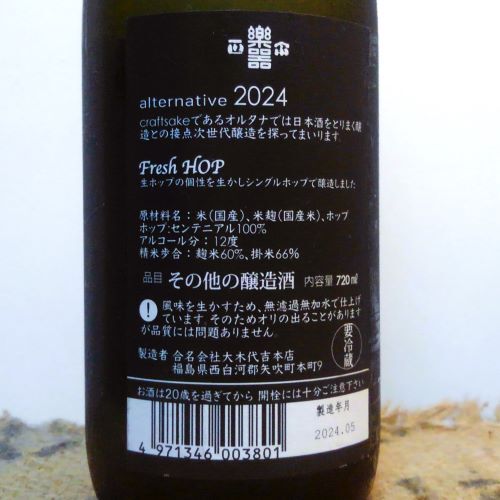 楽器
正
alternative 2024
craftsakeであるオルタナでは日本酒をとりまく醸
造との接点次世代醸造を探ってまいります。
Fresh HOP
生ホップの個性を生かしシングルホップで醸造しました
原材料名：米（国産）、米麹（国産米）、ホップ
ホップ:センテニアル100%
アルコール分：12度
精米歩合：麹米60%、掛米66%
品目 その他の醸造酒 内容量 720ml
風味を生かすため、無濾過無加水で仕上げ
ています そのためオリの出ることがあります
が品質には問題ありません。
要冷蔵
製造者 合名会社大木代吉本店
福島県西白河郡矢吹町本町9
お酒は20歳を過ぎてから 開栓には十分ご注意下さい
4 971346 003801
製造年月
2024.05